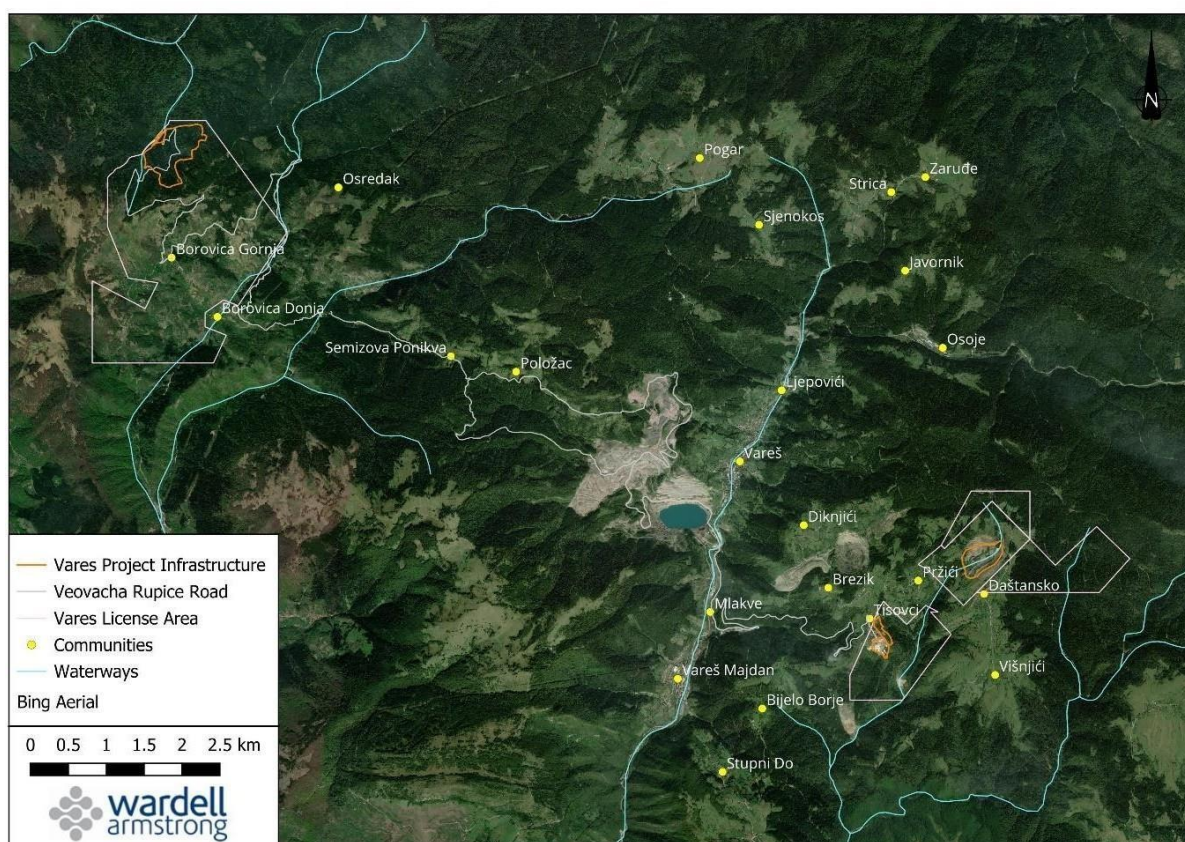 N
Pogar
Zaruđe
Strica
Osredak
Sjenokos
Borovica Gornja
Javornik
Borovica Donja
Osoje
Semizova Ponikva
Položac
Ljepovići
Vareš
Diknjići
Pržići
Brezik
Daštansko
Mlakve
Tisovci
Višnjići
Vareš Majdan
Bijelo Borje
Stupni Do
Vares Project Infrastructure
Veovacha Rupice Road
Vares License Area
Communities
Waterways
Bing Aerial
0 0.5 1 1.5 2 2.5 km
wardell
armstrong